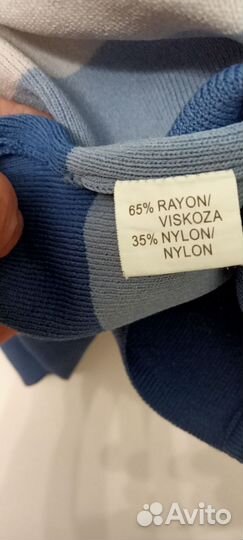 65% RAYON/
VISKOZA
35% NYLON/
NYLON
Avito